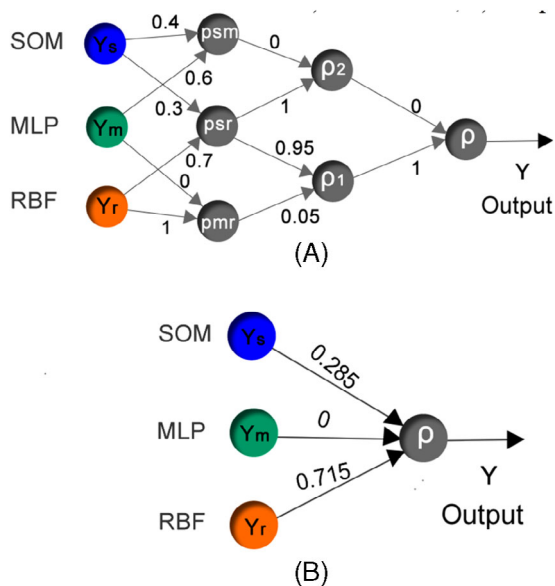 SOM
Ys
0.4
psm
0
0.6
ρ2
0.3
1
0
MLP
Ym
psr
ρ
0.7
0.95
1
Y
0
ρ1
Output
RBF
Yr
1
pmr
0.05
(A)
SOM
Ys
0.285
MLP
Ym
0
ρ
0.715
Y
RBF
Yr
Output
(B)